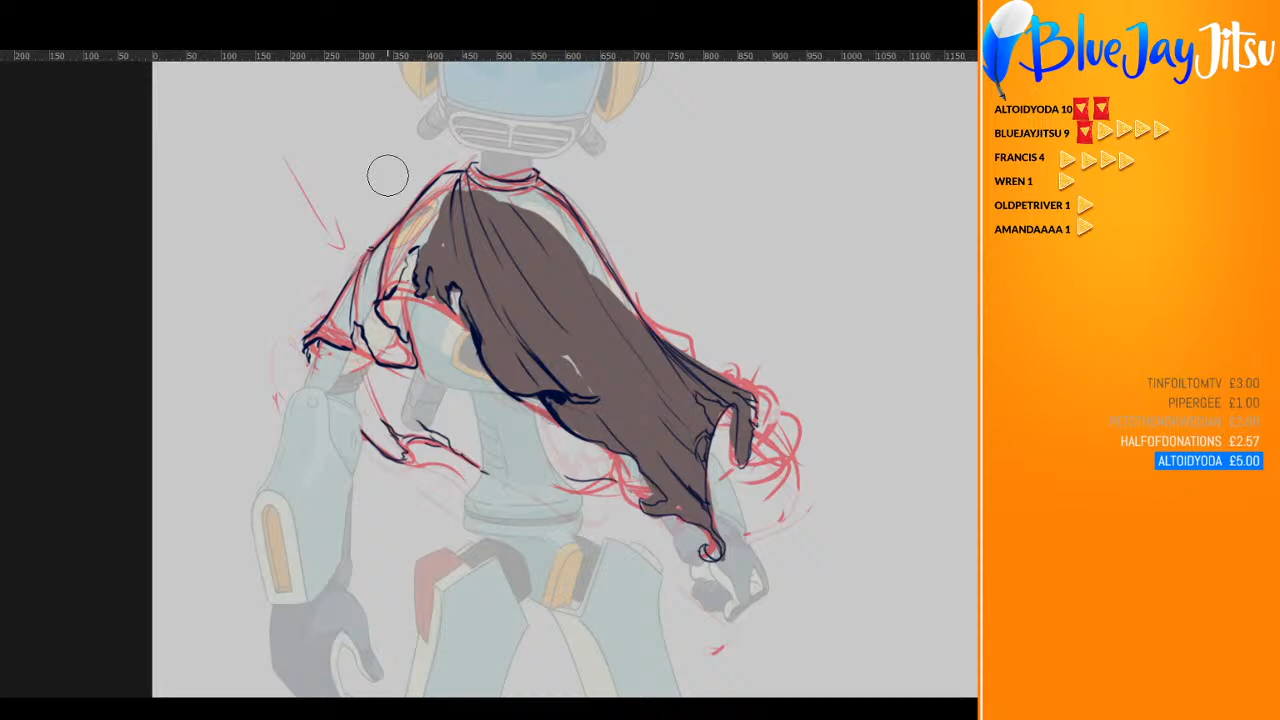 200 150 100 50 0 50 100 150 200 250 300 350 400 450 500 550 600 650 700 750 800 850 900 950 1000 1050 1100 1150
BlueJayJitsu
ALTOIDYODA 10
BLUEJAYJITSU 9
FRANCIS 4
WREN 1
OLDPETRIVER 1
AMANDAAAA 1
TINFOILTOMTV £3.00
PIPERGEE £1.00
HALFOFDONATIONS £2.57
ALTOIDYODA £5.00